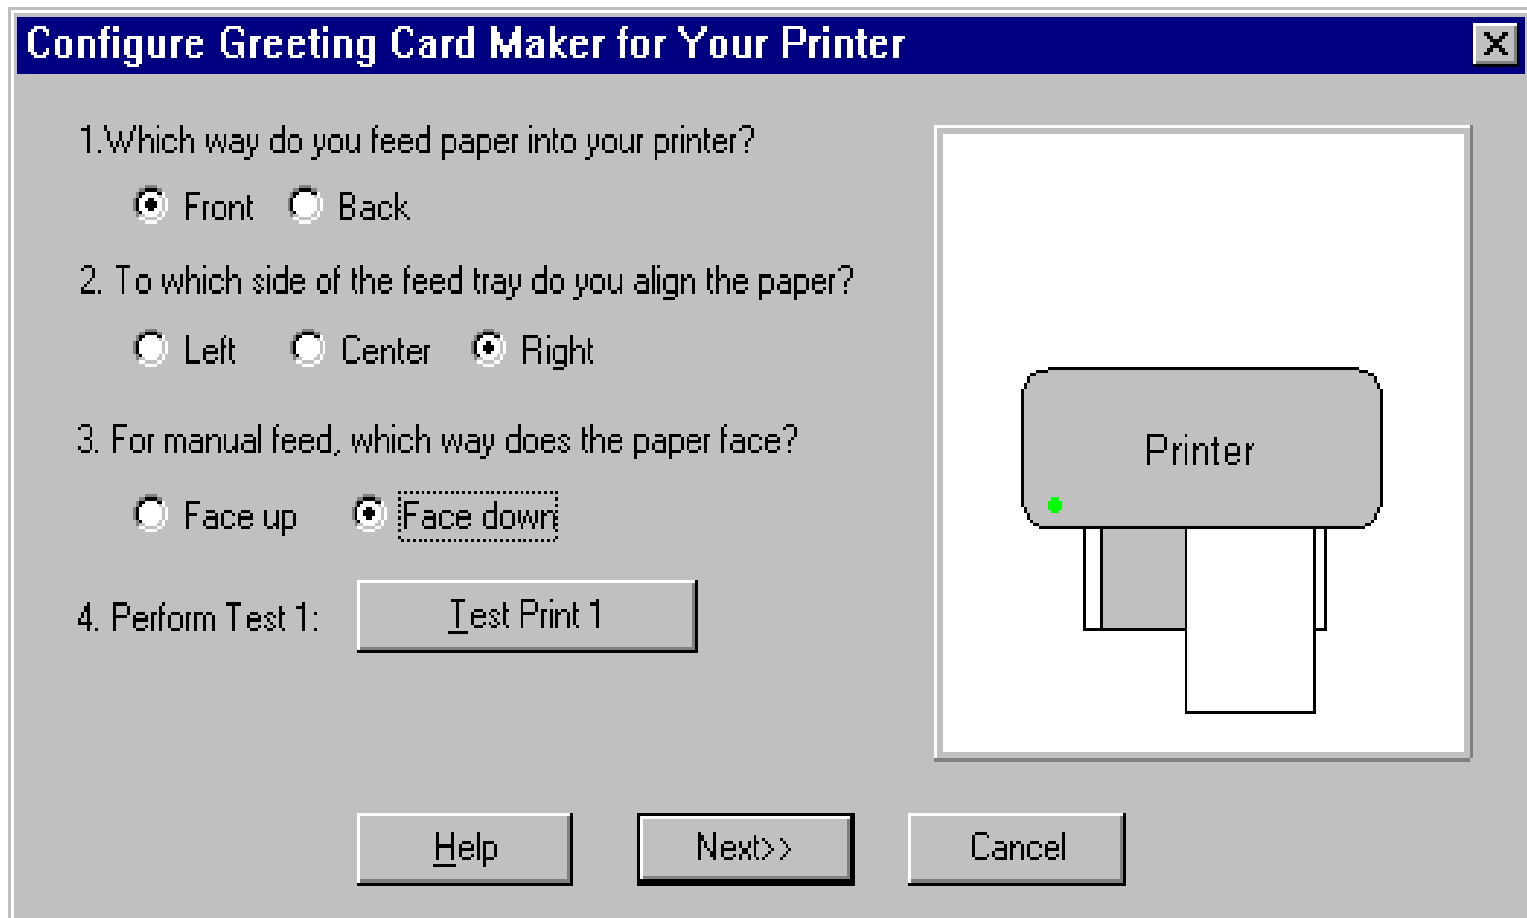 Configure Greeting Card Maker for Your Printer
1.Which way do you feed paper into your printer?
Front Back
2. To which side of the feed tray do you align the paper?
Left Center Right
3. For manual feed, which way does the paper face?
Face up Face down
4. Perform Test 1: Test Print 1
Printer
Help Next>> Cancel